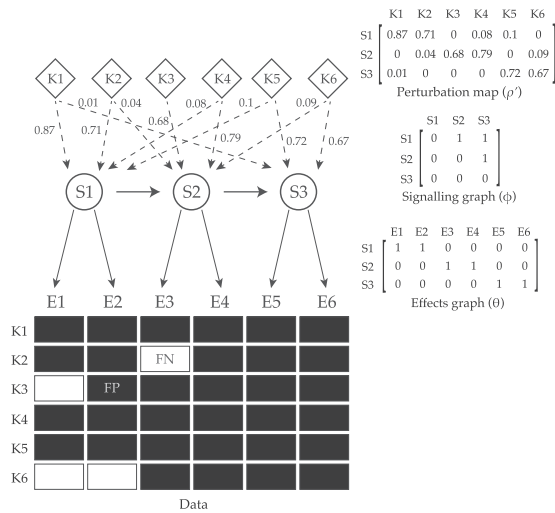 K1 K2 K3 K4 K5 K6
0.01 0.04 0.08 0.1 0.09
0.87 0.71 0.68 0.79 0.72 0.67
S1 S2 S3
E1 E2 E3 E4 E5 E6
K1
K2 FN
K3 FP
K4
K5
K6
Data
K1 K2 K3 K4 K5 K6
S1 0.87 0.71 0 0.08 0.1 0
S2 0 0.04 0.68 0.79 0 0.09
S3 0.01 0 0 0 0.72 0.67
Perturbation map (ρ′)
S1 S2 S3
S1 0 1 1
S2 0 0 1
S3 0 0 0
Signalling graph (ϕ)
E1 E2 E3 E4 E5 E6
S1 1 1 0 0 0 0
S2 0 0 1 1 0 0
S3 0 0 0 0 1 1
Effects graph (θ)